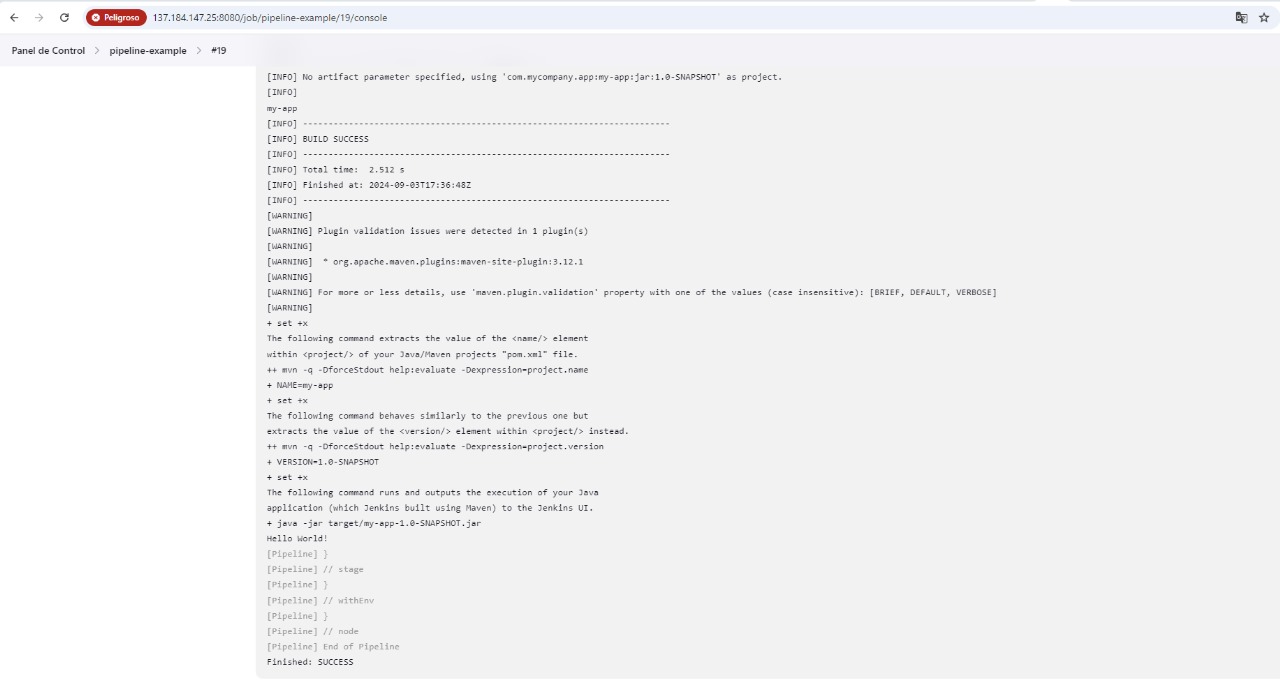 Peligroso 137.184.147.25:8080/job/pipeline-example/19/console
Panel de Control > pipeline-example > #19
[INFO] No artifact parameter specified, using 'com.mycompany.app:my-app:jar:1.0-SNAPSHOT' as project.
[INFO]
my-app
[INFO] ------------------------------------------------------------------------
[INFO] BUILD SUCCESS
[INFO] ------------------------------------------------------------------------
[INFO] Total time:  2.512 s
[INFO] Finished at: 2024-09-03T17:36:48Z
[INFO] ------------------------------------------------------------------------
[WARNING]
[WARNING] Plugin validation issues were detected in 1 plugin(s)
[WARNING]
[WARNING]  * org.apache.maven.plugins:maven-site-plugin:3.12.1
[WARNING]
[WARNING] For more or less details, use 'maven.plugin.validation' property with one of the values (case insensitive): [BRIEF, DEFAULT, VERBOSE]
[WARNING]
+ set +x
The following command extracts the value of the <name/> element
within <project/> of your Java/Maven projects "pom.xml" file.
++ mvn -q -DforceStdout help:evaluate -Dexpression=project.name
+ NAME=my-app
+ set +x
The following command behaves similarly to the previous one but
extracts the value of the <version/> element within <project/> instead.
++ mvn -q -DforceStdout help:evaluate -Dexpression=project.version
+ VERSION=1.0-SNAPSHOT
+ set +x
The following command runs and outputs the execution of your Java
application (which Jenkins built using Maven) to the Jenkins UI.
+ java -jar target/my-app-1.0-SNAPSHOT.jar
Hello World!
[Pipeline] }
[Pipeline] // stage
[Pipeline] }
[Pipeline] // withEnv
[Pipeline] }
[Pipeline] // node
[Pipeline] End of Pipeline
Finished: SUCCESS